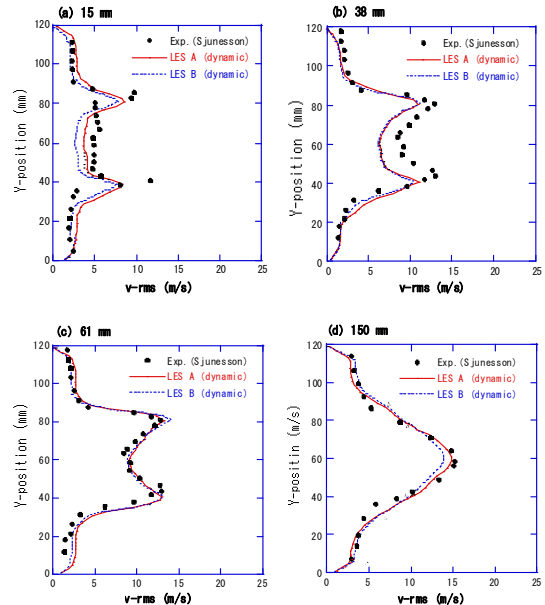 (a) 15 mm
120
100
80
60
40
20
0
Y-position (mm)
Exp. (Sjunesson)
LES A (dynamic)
LES B (dynamic)
0 5 10 15 20 25
v-rms (m/s)
(b) 38 mm
120
100
80
60
40
20
0
Y-position (mm)
Exp. (Sjunesson)
LES A (dynamic)
LES B (dynamic)
0 5 10 15 20 25
v-rms (m/s)
(c) 61 mm
120
100
80
60
40
20
0
Y-position (mm)
Exp. (Sjunesson)
LES A (dynamic)
LES B (dynamic)
0 5 10 15 20 25
v-rms (m/s)
(d) 150 mm
120
100
80
60
40
20
0
Y-positin (m/s)
Exp. (Sjunesson)
LES A (dynamic)
LES B (dynamic)
0 5 10 15 20 25
v-rms (m/s)